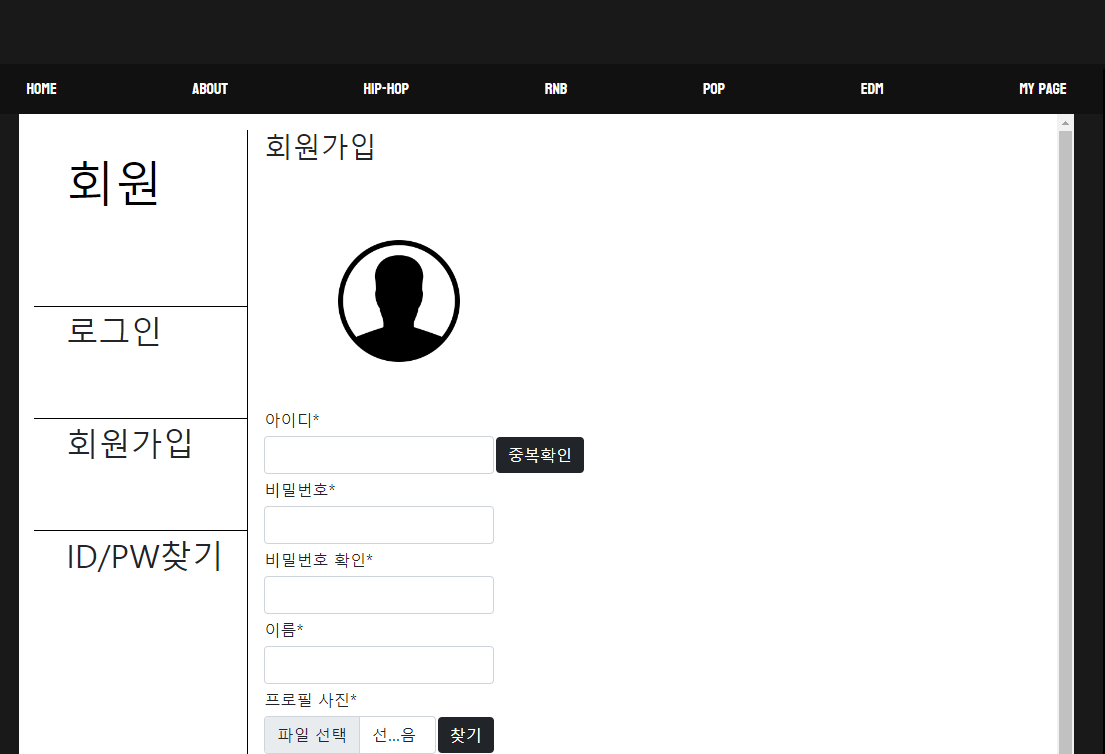 HOME ABOUT HIP-HOP RNB POP EDM MY PAGE
회원
로그인
회원가입
ID/PW찾기
회원가입
아이디*
중복확인
비밀번호*
비밀번호 확인*
이름*
프로필 사진*
파일 선택 선...음 찾기